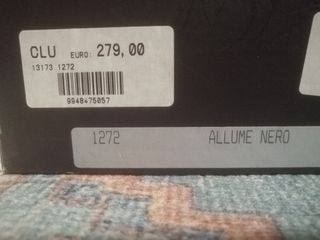 CLU EURO: 279,00
13173 1272
9948475057
1272 ALLUME NERO